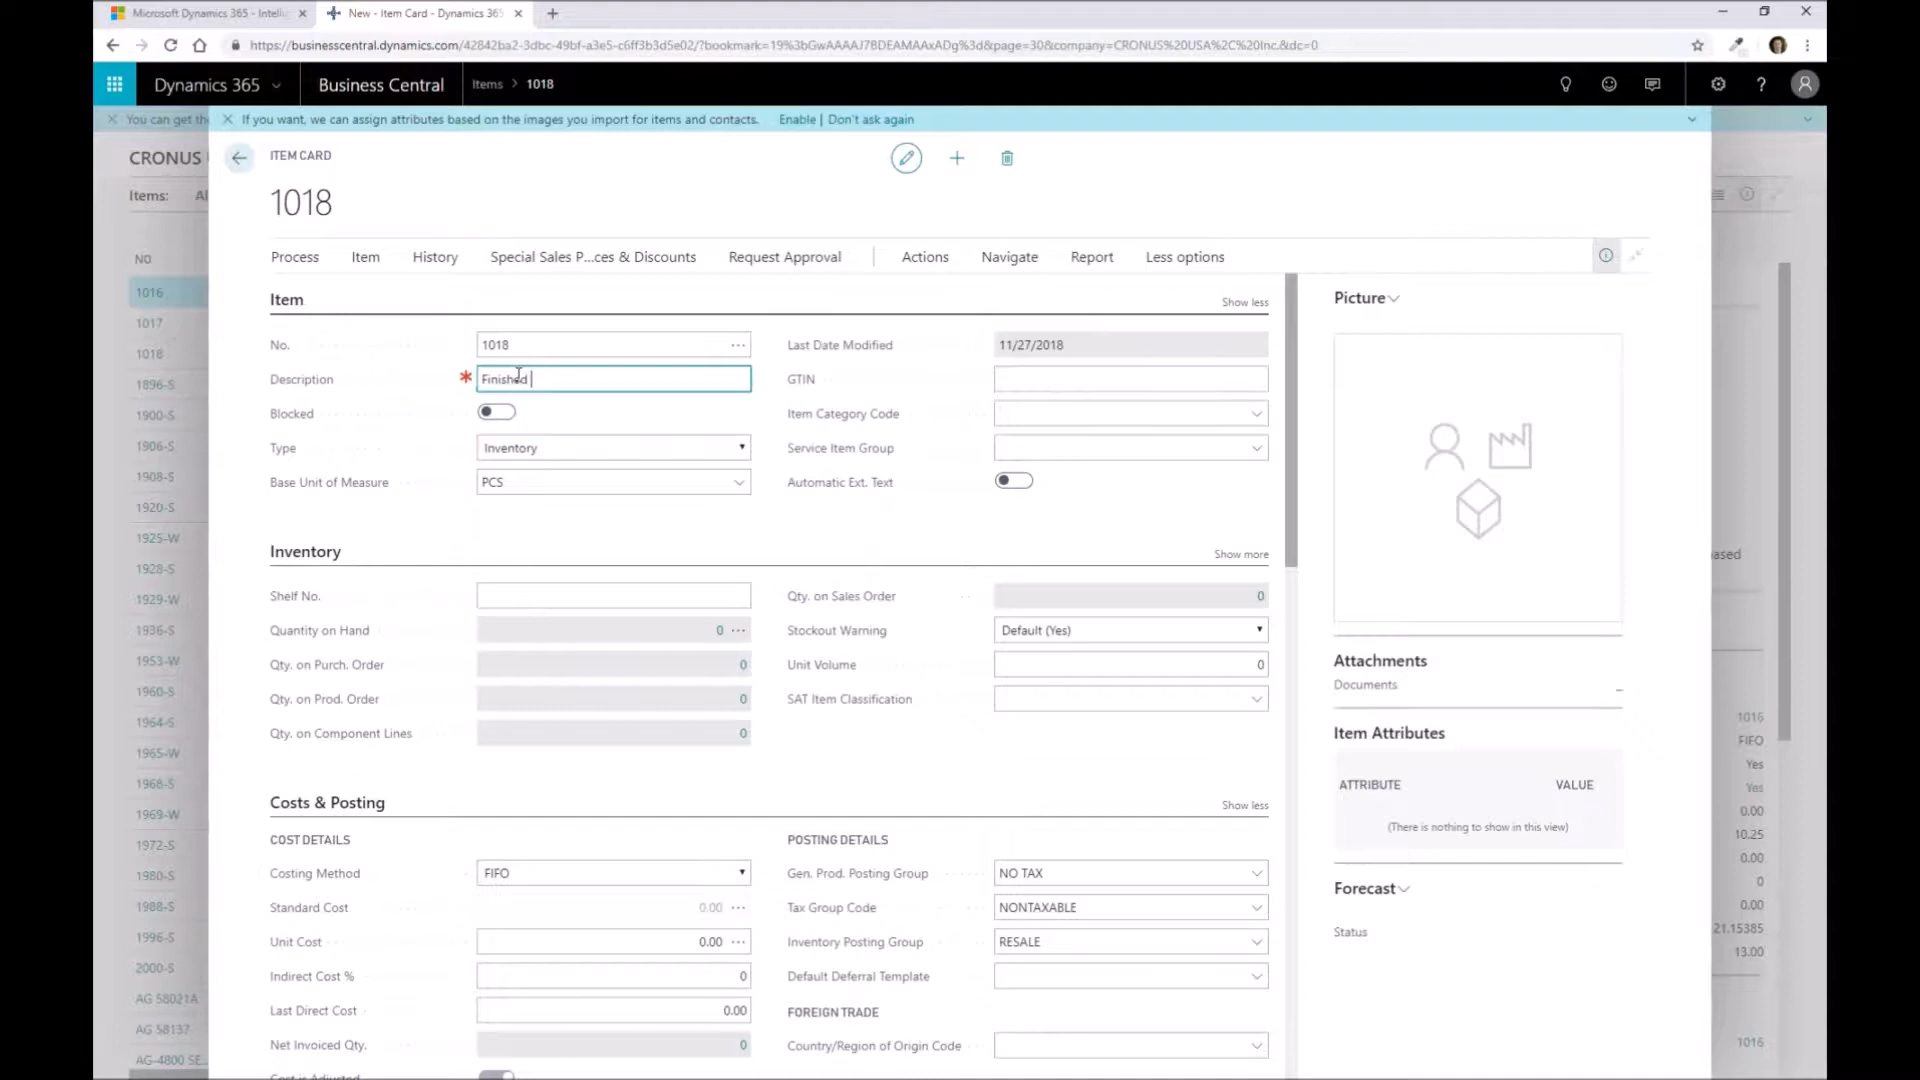 Microsoft Dynamics 365 - Intelli
New - Item Card - Dynamics 365
https://businesscentral.dynamics.com/42842ba2-3dbc-49bf-a3e5-c6ff3b3d5e02/?bookmark=19%3bGwAAAAJ7BDEAMAAxADg%3d&page=30&company=CRONUS%20USA%2C%20Inc.&dc=0
Dynamics 365 Business Central Items > 1018
You can get the
If you want, we can assign attributes based on the images you import for items and contacts. Enable | Don't ask again
CRONUS
Items:
NO
1016
1017
1018
1896-S
1900-S
1906-S
1908-S
1920-S
1925-W
1928-S
1929-W
1936-S
1953-W
1960-S
1964-S
1965-W
1968-S
1969-W
1972-S
1980-S
1988-S
1996-S
2000-S
AG 58021A
AG 58137
AG-4800 SE...
ITEM CARD
1018
Process Item History Special Sales P...ces & Discounts Request Approval Actions Navigate Report Less options
Item Show less
No. 1018
Description * Finished
Blocked
Type Inventory
Base Unit of Measure PCS
Last Date Modified 11/27/2018
GTIN
Item Category Code
Service Item Group
Automatic Ext. Text
Inventory Show more
Shelf No.
Quantity on Hand 0 ...
Qty. on Purch. Order 0
Qty. on Prod. Order 0
Qty. on Component Lines 0
Qty. on Sales Order 0
Stockout Warning Default (Yes)
Unit Volume 0
SAT Item Classification
Costs & Posting Show less
COST DETAILS
Costing Method FIFO
Standard Cost 0.00 ...
Unit Cost 0.00 ...
Indirect Cost % 0
Last Direct Cost 0.00
Net Invoiced Qty. 0
Cost is Adjusted
POSTING DETAILS
Gen. Prod. Posting Group NO TAX
Tax Group Code NONTAXABLE
Inventory Posting Group RESALE
Default Deferral Template
FOREIGN TRADE
Country/Region of Origin Code
Picture
Attachments
Documents _
Item Attributes
ATTRIBUTE VALUE
(There is nothing to show in this view)
Forecast
Status
1016
FIFO
Yes
Yes
0.00
10.25
0.00
0
0.00
21.15385
13.00
1016